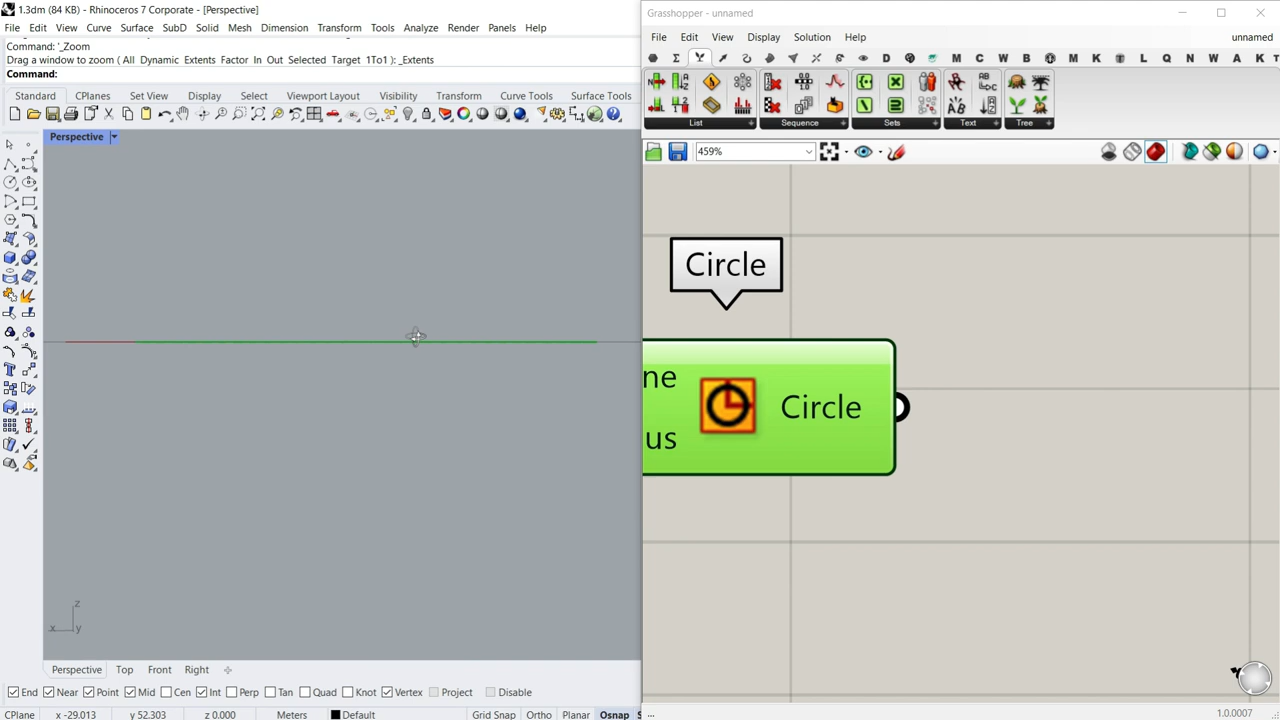 1.3dm (84 KB) - Rhinoceros 7 Corporate - [Perspective]
File Edit View Curve Surface SubD Solid Mesh Dimension Transform Tools Analyze Render Panels Help
Command: '_Zoom
Drag a window to zoom ( All Dynamic Extents Factor In Out Selected Target 1To1 ): _Extents
Command:
Standard CPlanes Set View Display Select Viewport Layout Visibility Transform Curve Tools Surface Tools
Perspective
z
x y
Perspective Top Front Right
End Near Point Mid Cen Int Perp Tan Quad Knot Vertex Project Disable
CPlane x -29.013 y 52.303 z 0.000 Meters Default Grid Snap Ortho Planar Osnap S
Grasshopper - unnamed
File Edit View Display Solution Help unnamed
D M C W B M K L Q N W A K T
List Sequence Sets Text Tree
459%
Circle
ne
us
Circle
... 1.0.0007